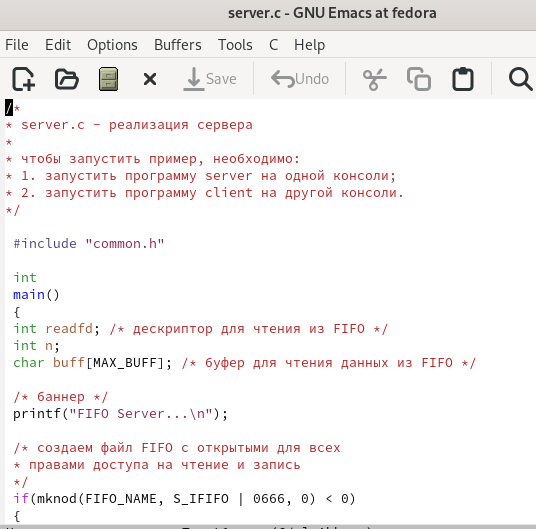 server.c - GNU Emacs at fedora
File Edit Options Buffers Tools C Help
Save Undo
/*
* server.c - реализация сервера
*
* чтобы запустить пример, необходимо:
* 1. запустить программу server на одной консоли;
* 2. запустить программу client на другой консоли.
*/
#include "common.h"
int
main()
{
int readfd; /* дескриптор для чтения из FIFO */
int n;
char buff[MAX_BUFF]; /* буфер для чтения данных из FIFO */
/* баннер */
printf("FIFO Server...\n");
/* создаем файл FIFO с открытыми для всех
* правами доступа на чтение и запись
*/
if(mknod(FIFO_NAME, S_IFIFO | 0666, 0) < 0)
{